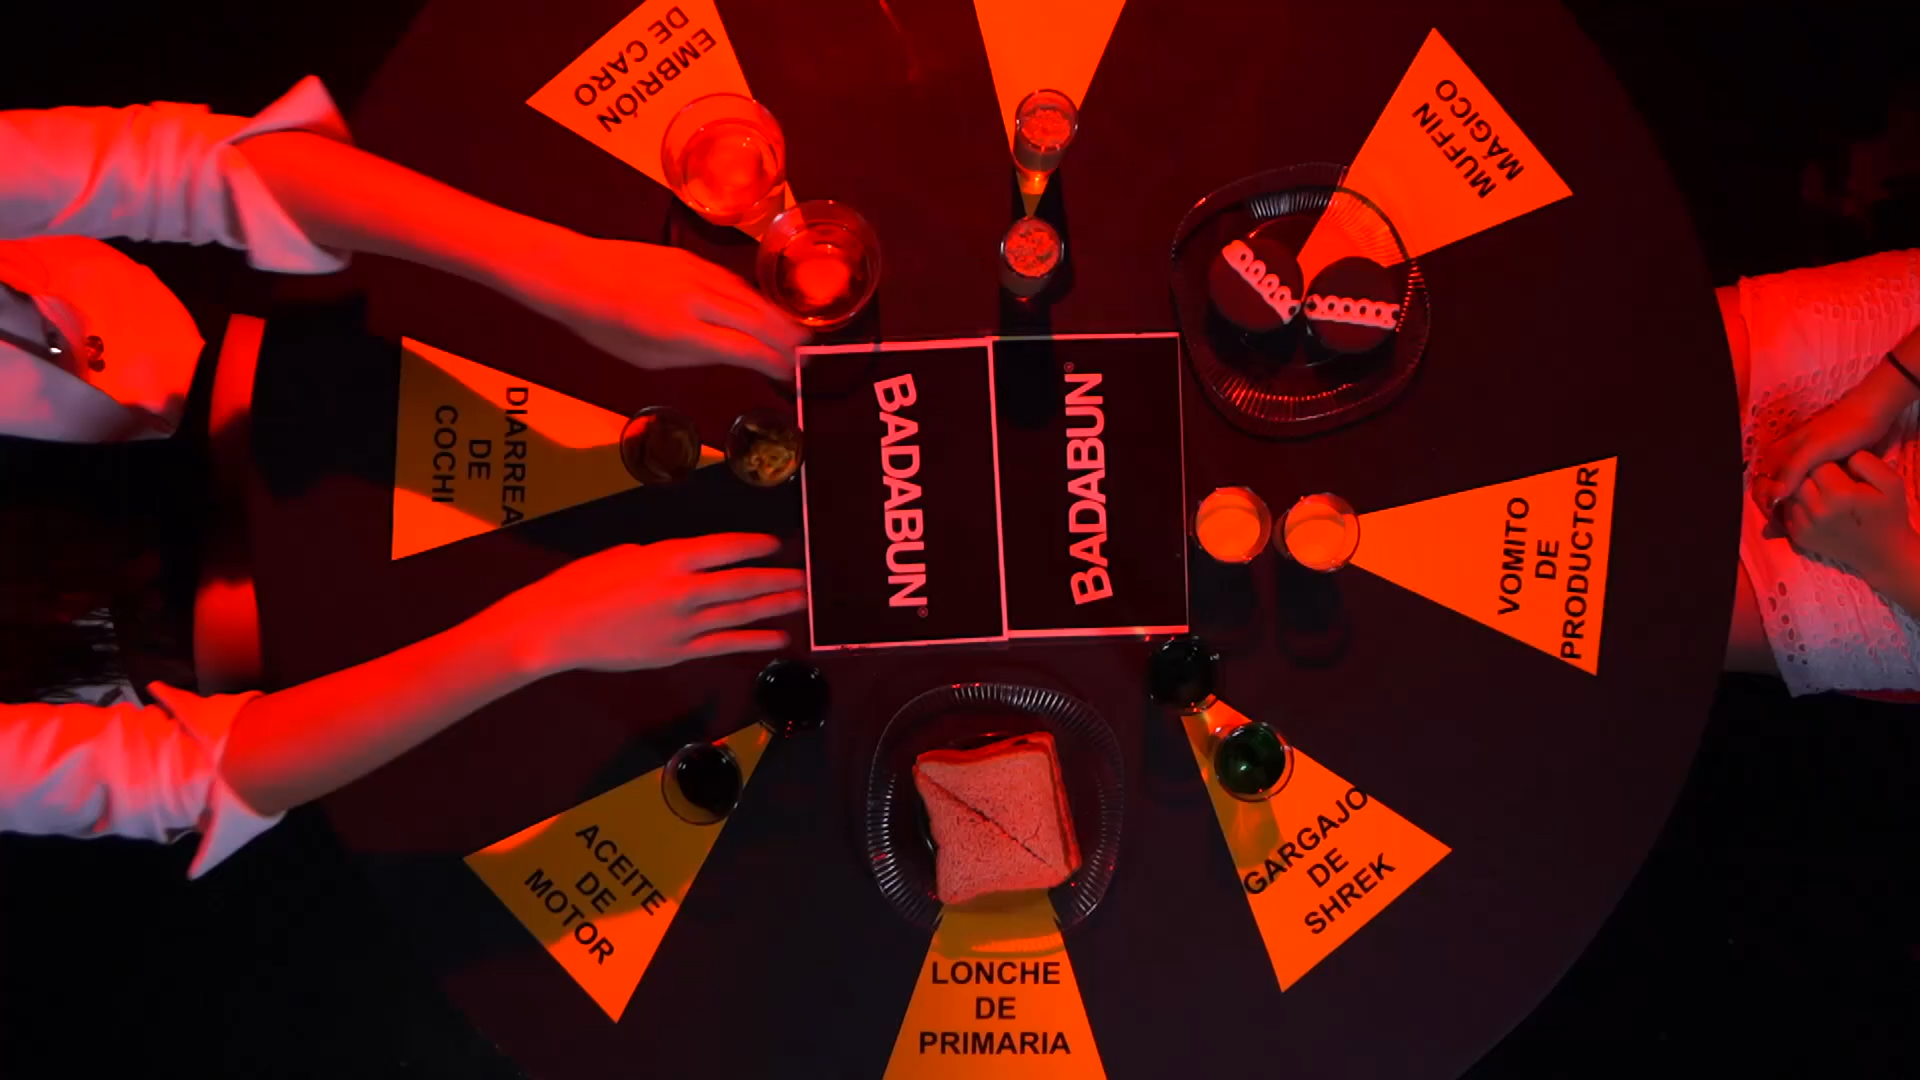 EMBRIÓN
DE CARO
MUFFIN
MÁGICO
DIARREA
DE
COCHI
BADABUN®
BADABUN®
VOMITO
DE
PRODUCTOR
ACEITE
DE
MOTOR
LONCHE
DE
PRIMARIA
GARGAJO
DE
SHREK